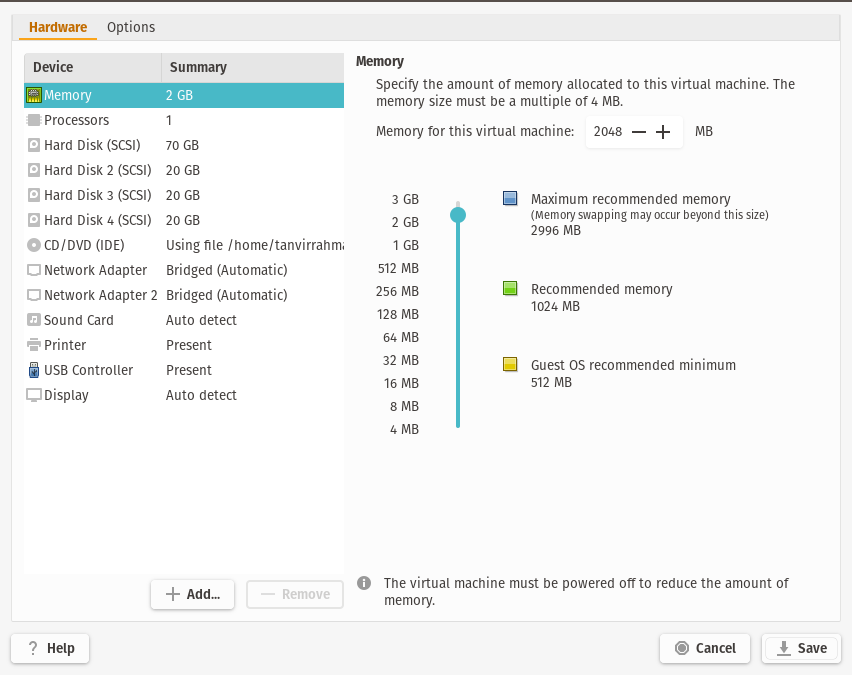 Hardware Options
Device Summary
Memory 2 GB
Processors 1
Hard Disk (SCSI) 70 GB
Hard Disk 2 (SCSI) 20 GB
Hard Disk 3 (SCSI) 20 GB
Hard Disk 4 (SCSI) 20 GB
CD/DVD (IDE) Using file /home/tanvirrahma
Network Adapter Bridged (Automatic)
Network Adapter 2 Bridged (Automatic)
Sound Card Auto detect
Printer Present
USB Controller Present
Display Auto detect
Add... Remove
Memory
Specify the amount of memory allocated to this virtual machine. The
memory size must be a multiple of 4 MB.
Memory for this virtual machine: 2048 MB
3 GB
2 GB
1 GB
512 MB
256 MB
128 MB
64 MB
32 MB
16 MB
8 MB
4 MB
Maximum recommended memory
(Memory swapping may occur beyond this size)
2996 MB
Recommended memory
1024 MB
Guest OS recommended minimum
512 MB
The virtual machine must be powered off to reduce the amount of
memory.
? Help Cancel Save